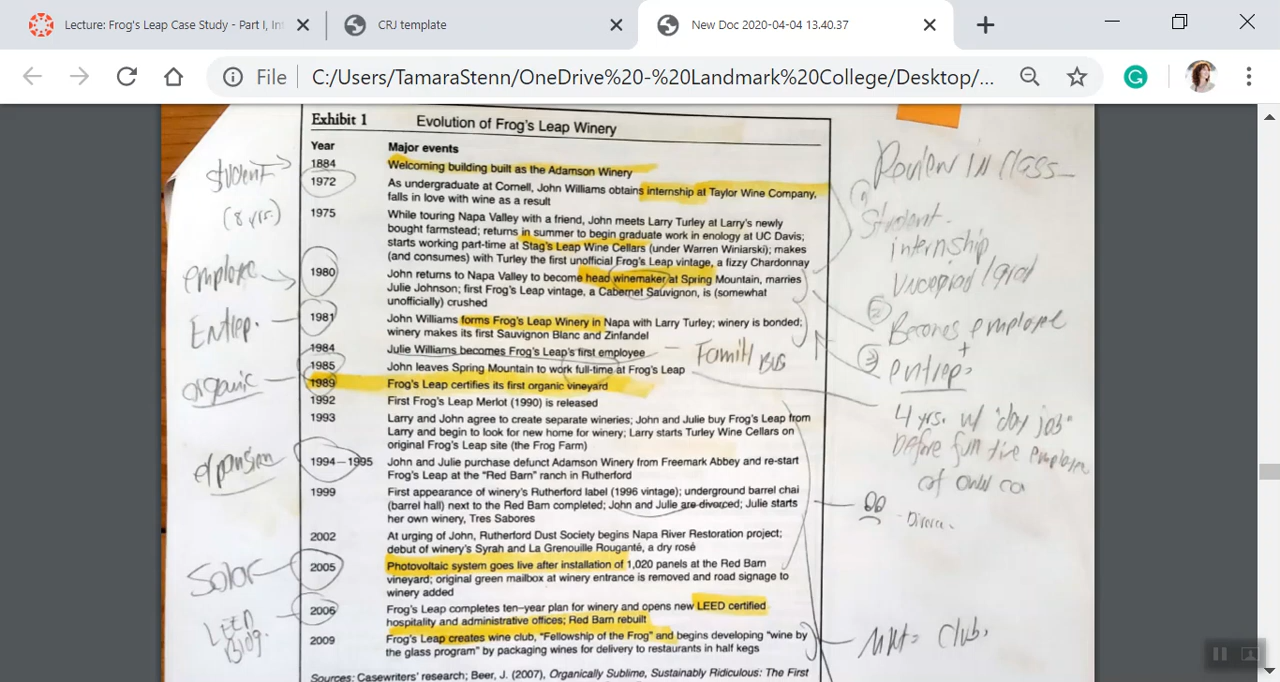 Lecture: Frog's Leap Case Study - Part I, In
CRJ template
New Doc 2020-04-04 13.40.37
File
C:/Users/TamaraStenn/OneDrive%20-%20Landmark%20College/Desktop/...
Exhibit 1 Evolution of Frog's Leap Winery
Year Major events
1884 Welcoming building built as the Adamson Winery
1972 As undergraduate at Cornell, John Williams obtains internship at Taylor Wine Company,
falls in love with wine as a result
1975 While touring Napa Valley with a friend, John meets Larry Turley at Larry's newly
bought farmstead; returns in summer to begin graduate work in enology at UC Davis;
starts working part-time at Stag's Leap Wine Cellars (under Warren Winiarski); makes
(and consumes) with Turley the first unofficial Frog's Leap vintage, a fizzy Chardonnay
1980 John returns to Napa Valley to become head winemaker at Spring Mountain, marries
Julie Johnson; first Frog's Leap vintage, a Cabernet Sauvignon, is (somewhat
unofficially) crushed
1981 John Williams forms Frog's Leap Winery in Napa with Larry Turley; winery is bonded;
winery makes its first Sauvignon Blanc and Zinfandel
1984 Julie Williams becomes Frog's Leap's first employee
1985 John leaves Spring Mountain to work full-time at Frog's Leap
1989 Frog's Leap certifies its first organic vineyard
1992 First Frog's Leap Merlot (1990) is released
1993 Larry and John agree to create separate wineries; John and Julie buy Frog's Leap from
Larry and begin to look for new home for winery; Larry starts Turley Wine Cellars on
original Frog's Leap site (the Frog Farm)
1994–1995 John and Julie purchase defunct Adamson Winery from Freemark Abbey and re-start
Frog's Leap at the "Red Barn" ranch in Rutherford
1999 First appearance of winery's Rutherford label (1996 vintage); underground barrel chai
(barrel hall) next to the Red Barn completed; John and Julie are divorced; Julie starts
her own winery, Tres Sabores
2002 At urging of John, Rutherford Dust Society begins Napa River Restoration project;
debut of winery's Syrah and La Grenouille Rouganté, a dry rosé
2005 Photovoltaic system goes live after installation of 1,020 panels at the Red Barn
vineyard; original green mailbox at winery entrance is removed and road signage to
winery added
2006 Frog's Leap completes ten-year plan for winery and opens new LEED certified
hospitality and administrative offices; Red Barn rebuilt
2009 Frog's Leap creates wine club, "Fellowship of the Frog" and begins developing "wine by
the glass program" by packaging wines for delivery to restaurants in half kegs
Sources: Casewriters' research; Beer, J. (2007), Organically Sublime, Sustainably Ridiculous: The First
student
(8 yrs.)
employee
Entrep.
organic
expansion
Solar
LEED
Bldg.
Family Bus
Review in class
1
Student
internship
/grad
2
Becomes employee
+
3
entrep.
4 yrs. w/ "day job"
before full time employee
of own co
- Divorce
Mkt= Club.